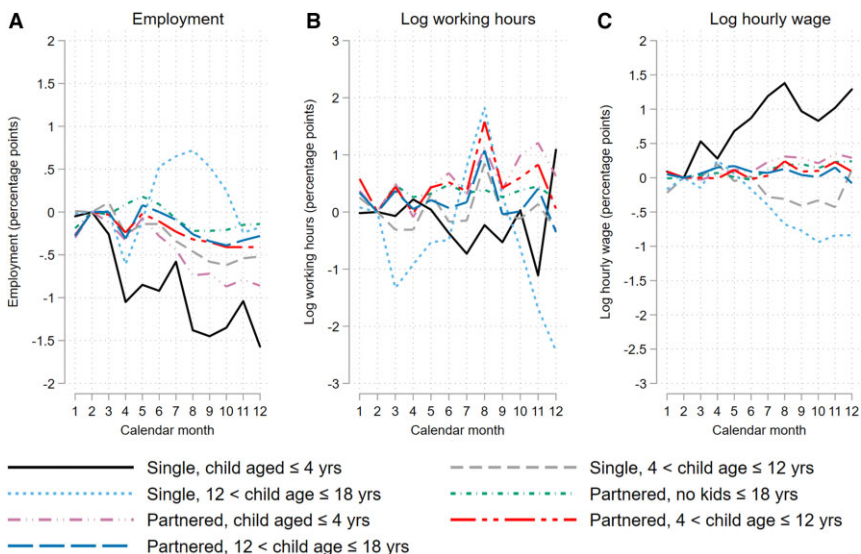 A Employment
Employment (percentage points)
2
1.5
1
.5
0
-.5
-1
-1.5
-2
1 2 3 4 5 6 7 8 9 10 11 12
Calendar month
B Log working hours
Log working hours (percentage points)
3
2
1
0
-1
-2
-3
1 2 3 4 5 6 7 8 9 10 11 12
Calendar month
C Log hourly wage
Log hourly wage (percentage points)
2
1.5
1
.5
0
-.5
-1
-1.5
-2
-2.5
-3
1 2 3 4 5 6 7 8 9 10 11 12
Calendar month
Single, child aged ≤ 4 yrs
Single, 4 < child age ≤ 12 yrs
Single, 12 < child age ≤ 18 yrs
Partnered, no kids ≤ 18 yrs
Partnered, child aged ≤ 4 yrs
Partnered, 4 < child age ≤ 12 yrs
Partnered, 12 < child age ≤ 18 yrs